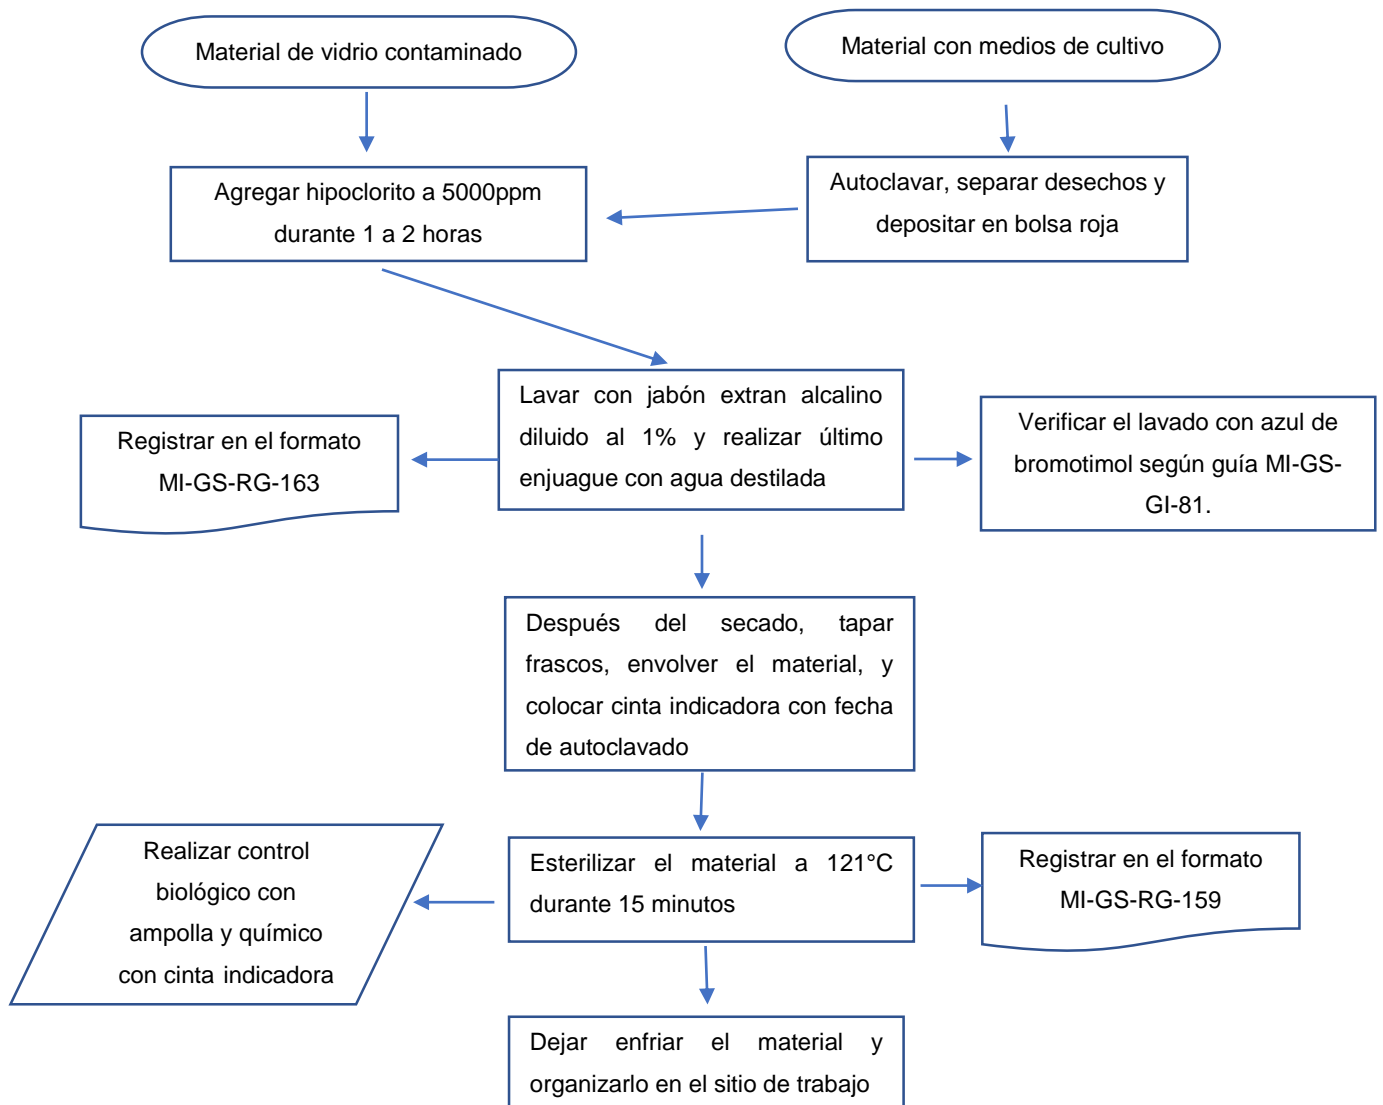 Material de vidrio contaminado
Material con medios de cultivo
Agregar hipoclorito a 5000ppm
durante 1 a 2 horas
Autoclavar, separar desechos y
depositar en bolsa roja
Lavar con jabón extran alcalino
diluido al 1% y realizar último
enjuague con agua destilada
Registrar en el formato
MI-GS-RG-163
Verificar el lavado con azul de
bromotimol según guía MI-GS-
GI-81.
Después del secado, tapar
frascos, envolver el material, y
colocar cinta indicadora con fecha
de autoclavado
Realizar control
biológico con
ampolla y químico
con cinta indicadora
Esterilizar el material a 121°C
durante 15 minutos
Registrar en el formato
MI-GS-RG-159
Dejar enfriar el material y
organizarlo en el sitio de trabajo